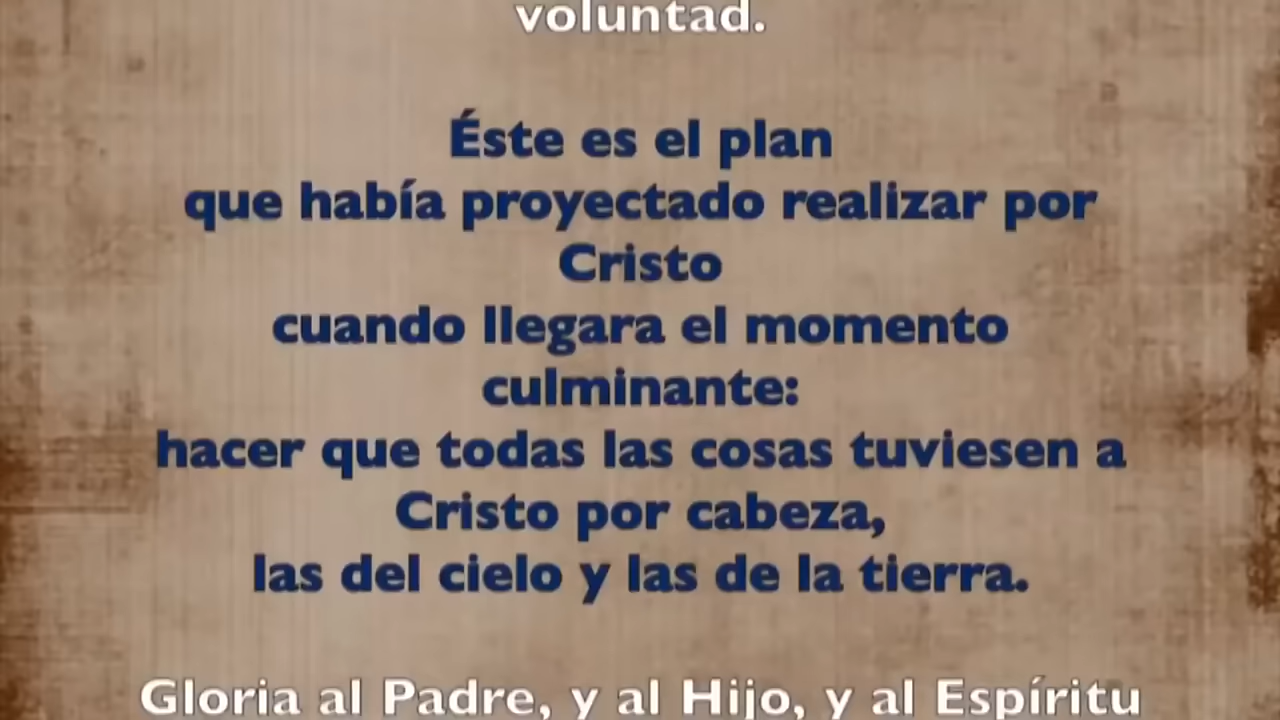 voluntad.
Éste es el plan
que había proyectado realizar por
Cristo
cuando llegara el momento
culminante:
hacer que todas las cosas tuviesen a
Cristo por cabeza,
las del cielo y las de la tierra.
Gloria al Padre, y al Hijo, y al Espíritu